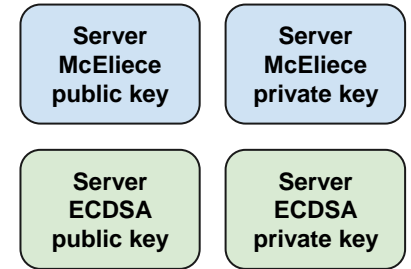 Server
McEliece
public key
Server
McEliece
private key
Server
ECDSA
public key
Server
ECDSA
private key